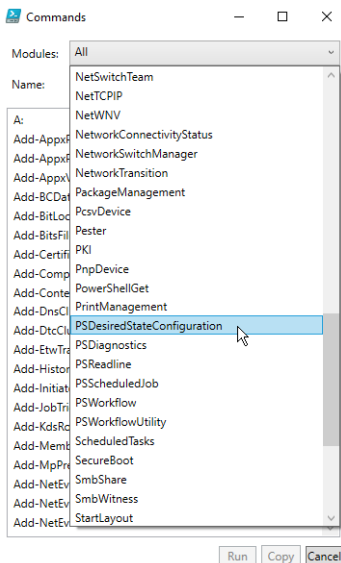 Commands
Modules: All
Name:
NetSwitchTeam
NetTCPIP
NetWNV
NetworkConnectivityStatus
NetworkSwitchManager
NetworkTransition
PackageManagement
PcsvDevice
Pester
PKI
PnpDevice
PowerShellGet
PrintManagement
PSDesiredStateConfiguration
PSDiagnostics
PSReadline
PSScheduledJob
PSWorkflow
PSWorkflowUtility
ScheduledTasks
SecureBoot
SmbShare
SmbWitness
StartLayout
A:
Add-Appx
Add-Appx
Add-Appx
Add-BCDat
Add-BitLoc
Add-BitsFil
Add-Certifi
Add-Comp
Add-Conte
Add-DnsCl
Add-DtcClu
Add-EtwTra
Add-Histor
Add-Initiat
Add-JobTri
Add-KdsRo
Add-Memb
Add-MpPre
Add-NetEv
Add-NetEv
Add-NetEv
Run Copy Cancel